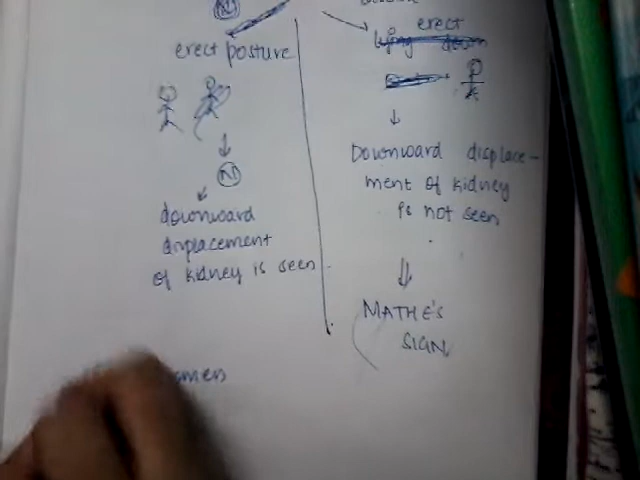 N
erect posture
N
downward
displacement
of kidney is seen
erect
lying down
Downward displace-
ment of kidney
is not seen
MATHE'S
SIGN